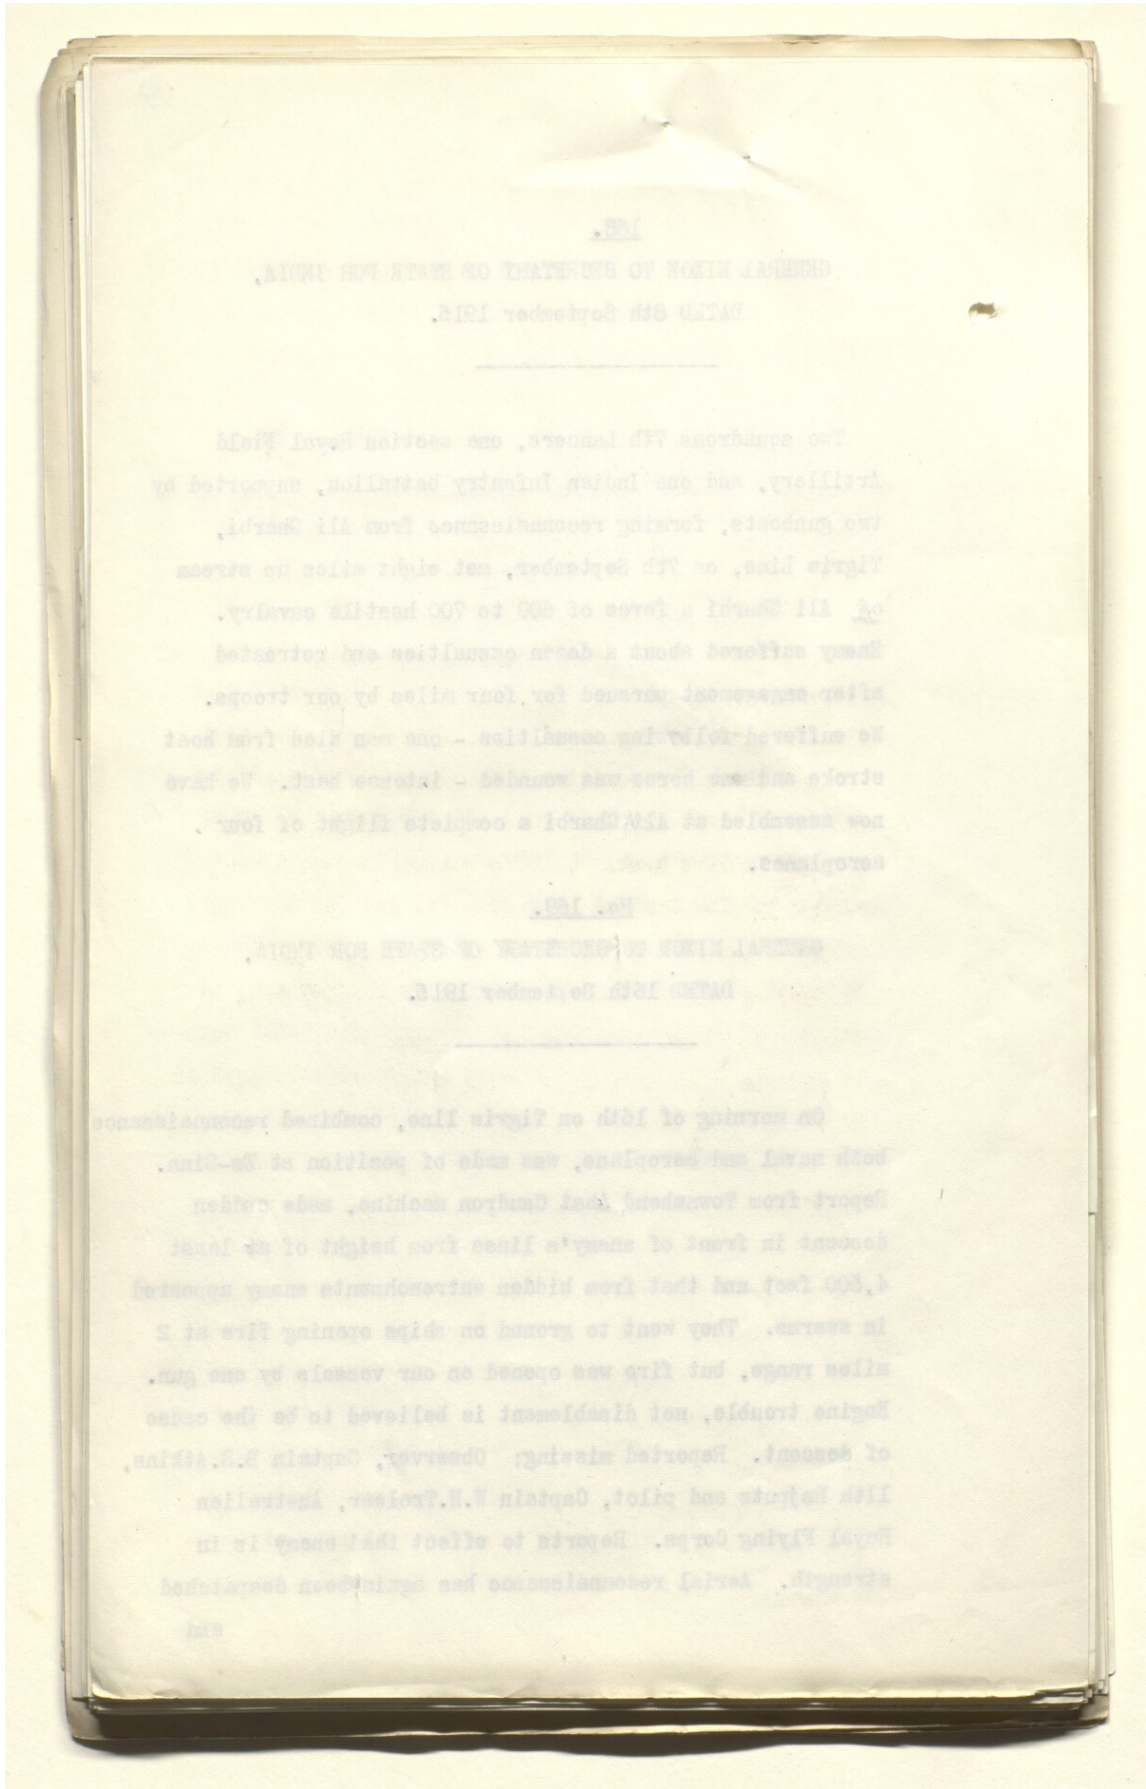 168.
GENERAL NIXON TO SECRETARY OF STATE FOR INDIA,
DATED 8th September 1915.
Two squadrons 7th Lancers, one section Royal Field
Artillery, and one Indian Infantry battalion, supported by
two gunboats, forming reconnaissance from Ali Gharbi,
Tigris Line, on 7th September, met eight miles up stream
of Ali Gharbi a force of 600 to 700 hostile cavalry.
Enemy suffered about a dozen casualties and retreated
after engagement pursued for four miles by our troops.
We suffered following casualties - one man died from heat
stroke and one horse was wounded - intense heat. We have
now assembled at Ali Gharbi a complete flight of four
aeroplanes.
No. 169.
GENERAL NIXON to SECRETARY OF STATE FOR INDIA,
DATED 16th September 1915.
On morning of 16th on Tigris line, combined reconnaissance
both naval and aeroplane, was made of position at Es-Sinn.
Report from Townshend that Caudron machine, made sudden
descent in front of enemy's lines from height of at least
4,500 feet and that from hidden entrenchments enemy appeared
in swarms. They went to ground on ships opening fire at 2
miles range, but fire was opened on our vessels by one gun.
Engine trouble, not disablement is believed to be the cause
of descent. Reported missing: Observer, Captain B.S.Atkins,
11th Rajputs and pilot, Captain W.H.Treloar, Australian
Royal Flying Corps. Reports to effect that enemy is in
strength. Aerial reconnaissance has again been despatched
and